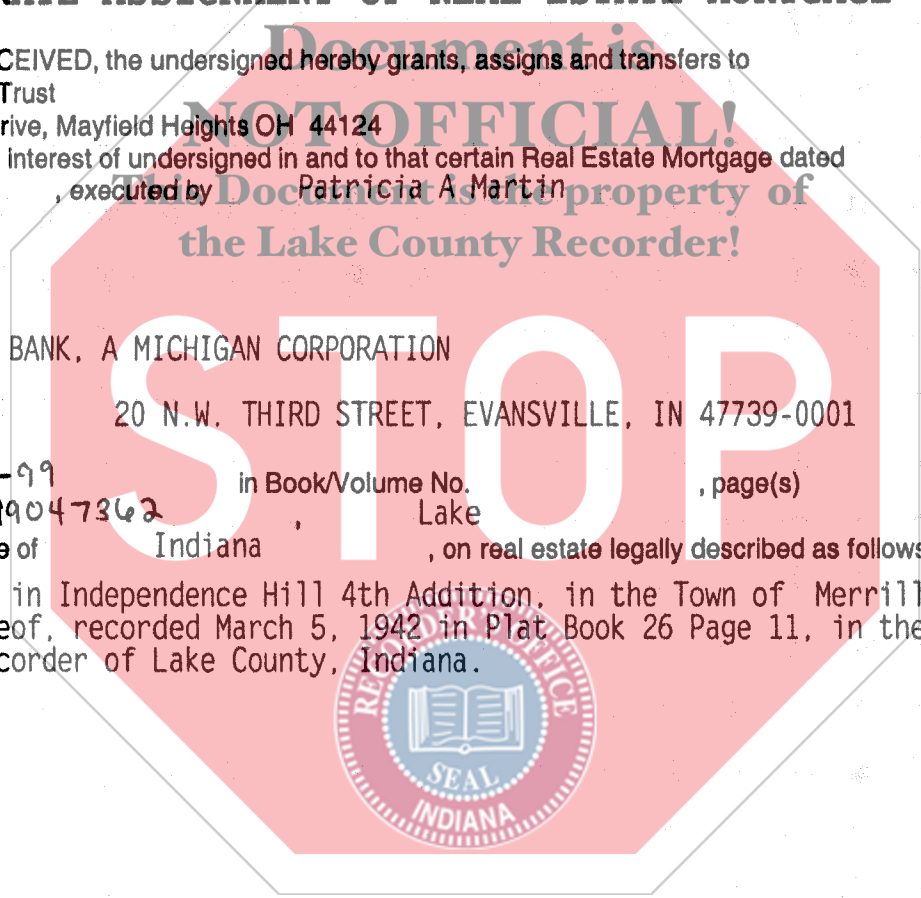 ASSIGNMENT OF REAL ESTATE MORTGAGE
Document is
CEIVED, the undersigned hereby grants, assigns and transfers to
Trust
NOT OFFICIAL!
rive, Mayfield Heights OH 44124
interest of undersigned in and to that certain Real Estate Mortgage dated
, executed by Patricia A Martin
This Document is the property of
the Lake County Recorder!
BANK, A MICHIGAN CORPORATION
STOP
20 N.W. THIRD STREET, EVANSVILLE, IN 47739-0001
-99 in Book/Volume No. , page(s)
99047362 , Lake
e of Indiana , on real estate legally described as follows
in Independence Hill 4th Addition, in the Town of Merrill
eof, recorded March 5, 1942 in Plat Book 26 Page 11, in the
corder of Lake County, Indiana.
RECORDER'S OFFICE
SEAL
INDIANA